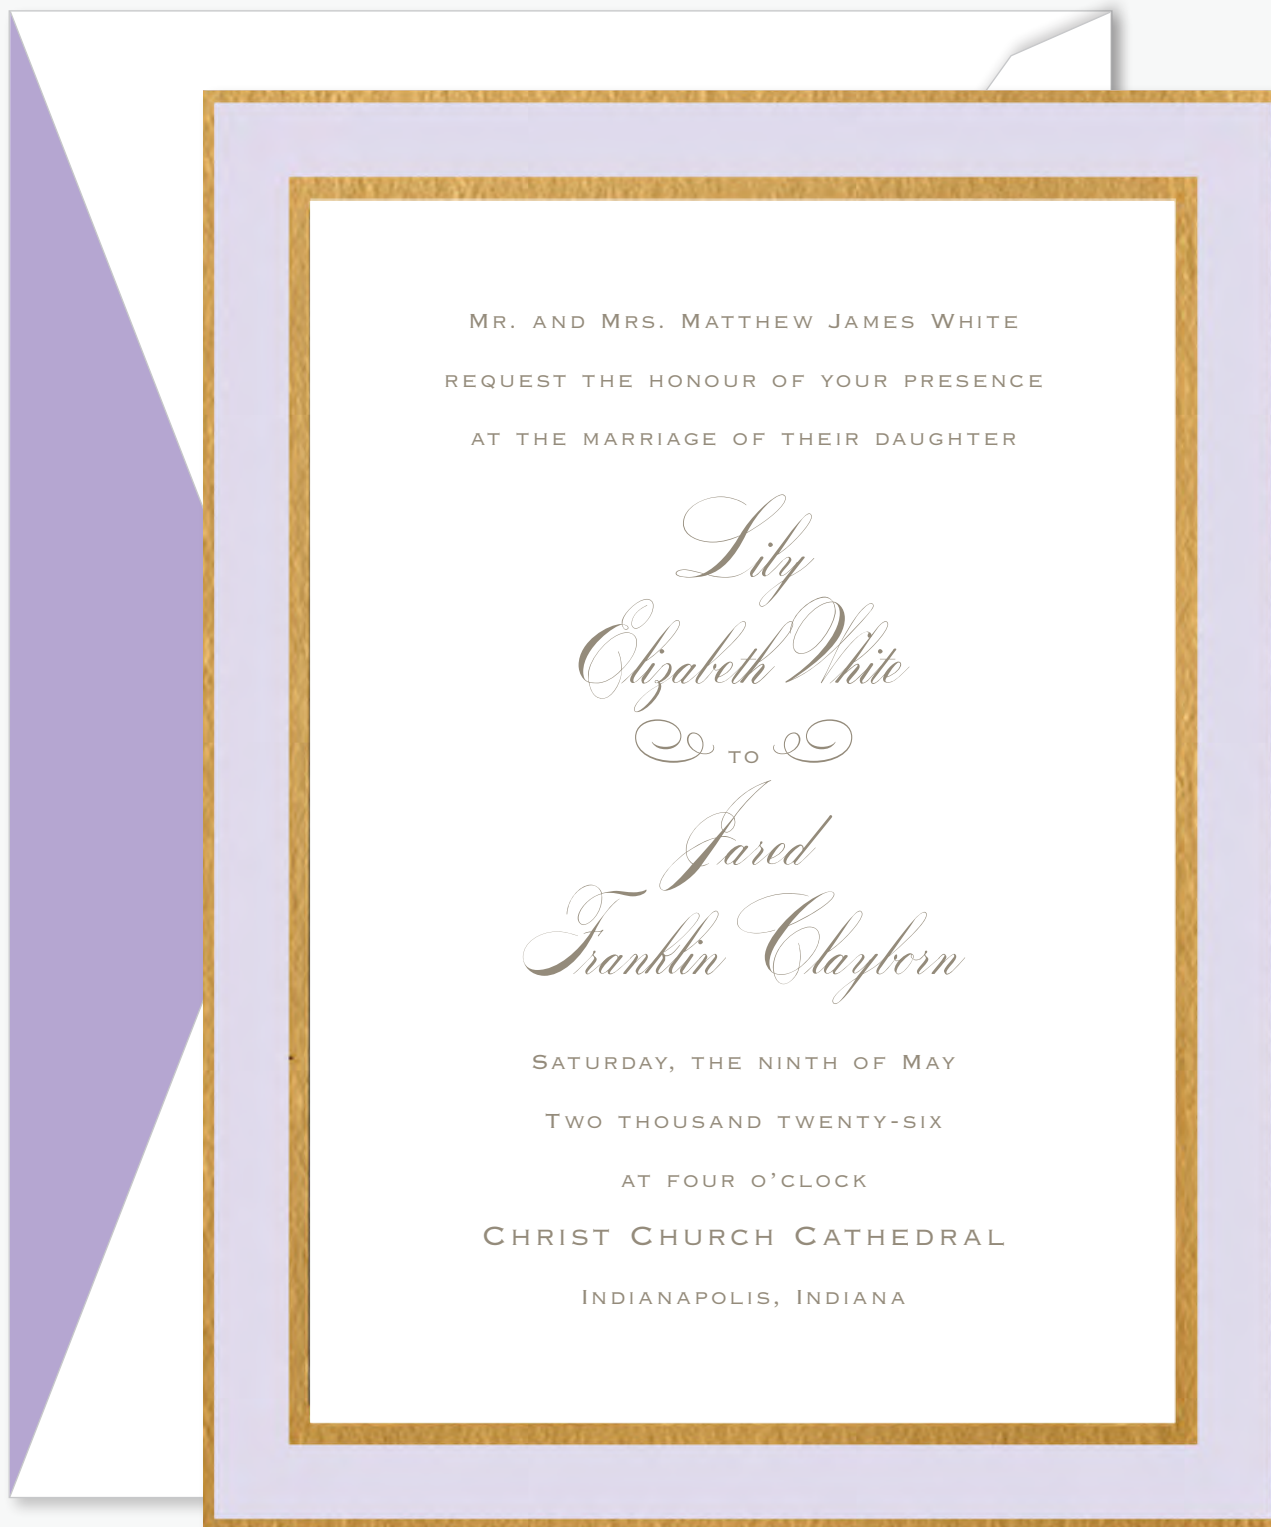 Mr. and Mrs. Matthew James White
request the honour of your presence
at the marriage of their daughter
Lily
Elizabeth White
to
Jared
Franklin Clayborn
Saturday, the ninth of May
Two thousand twenty-six
at four o’clock
Christ Church Cathedral
Indianapolis, Indiana